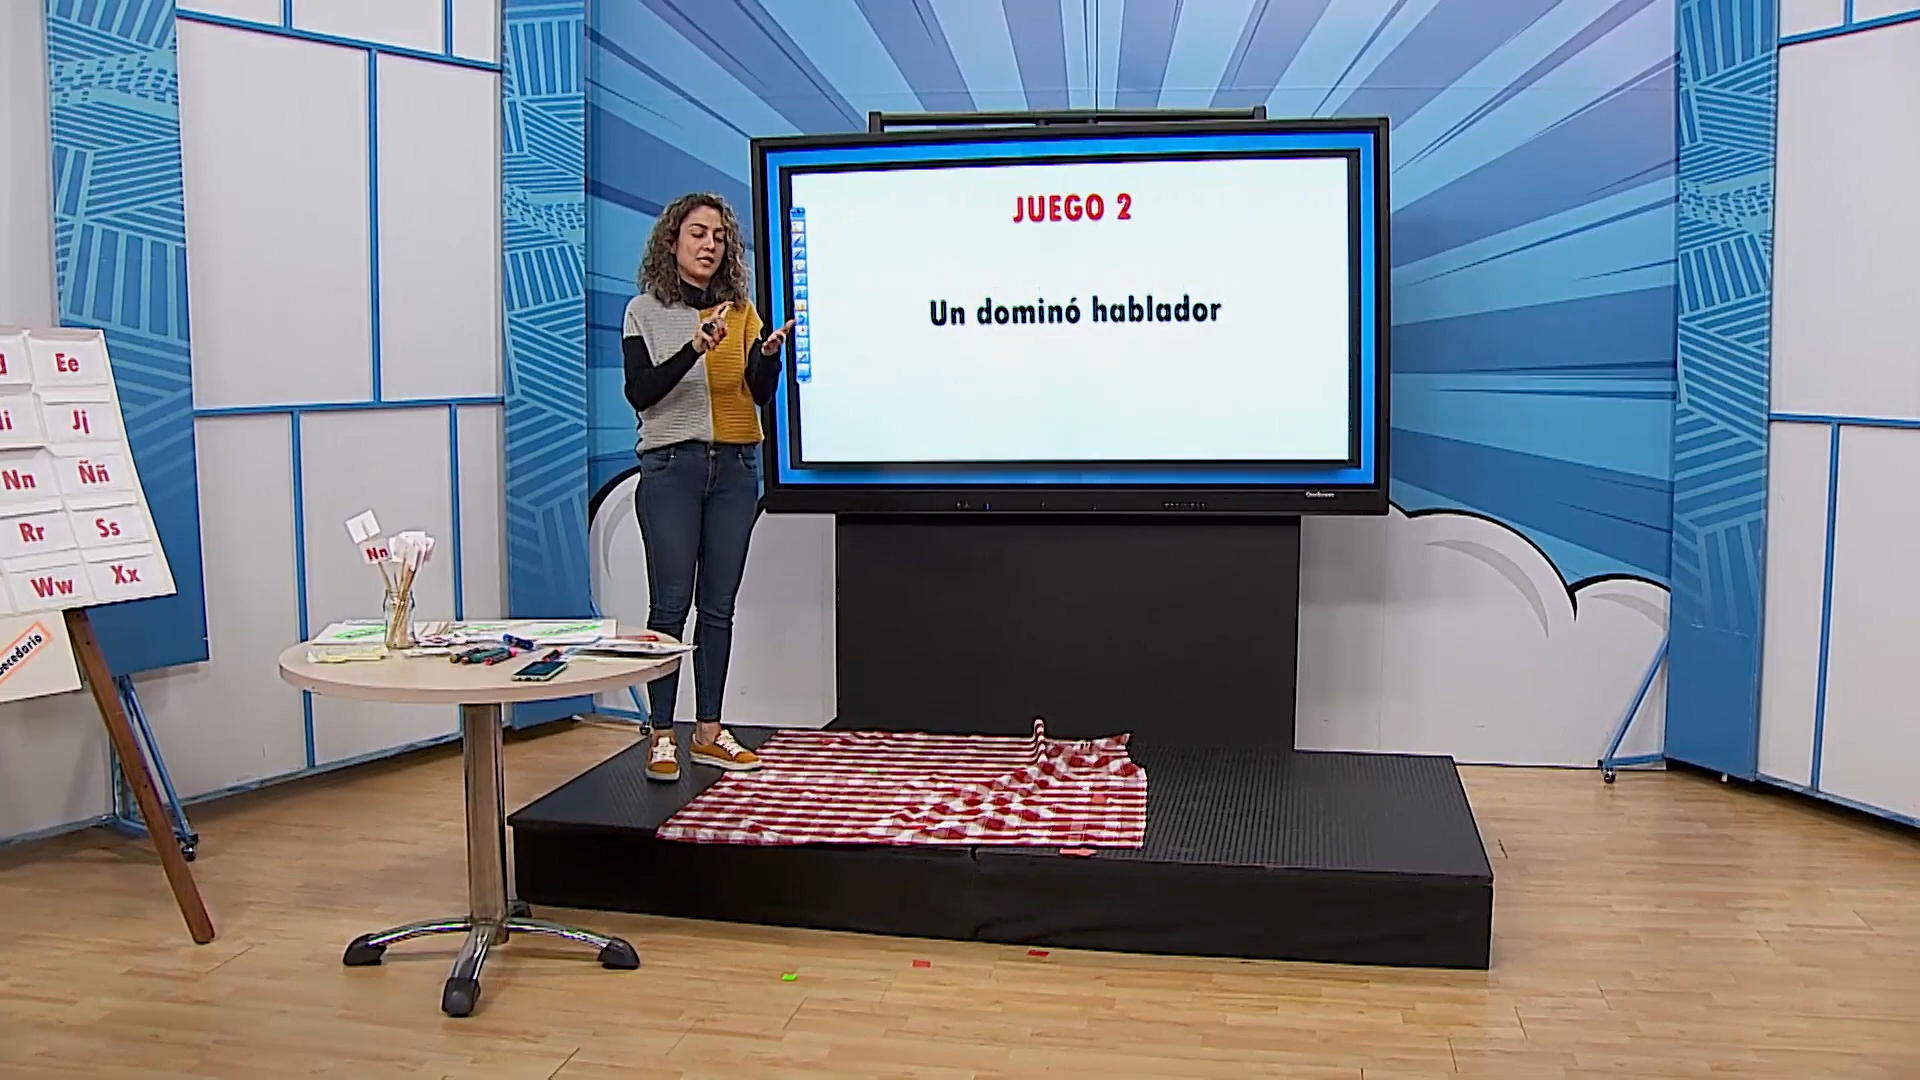 JUEGO 2
Un dominó hablador
Ee
Jj
Nn Ññ
Rr Ss
Ww Xx
Nn